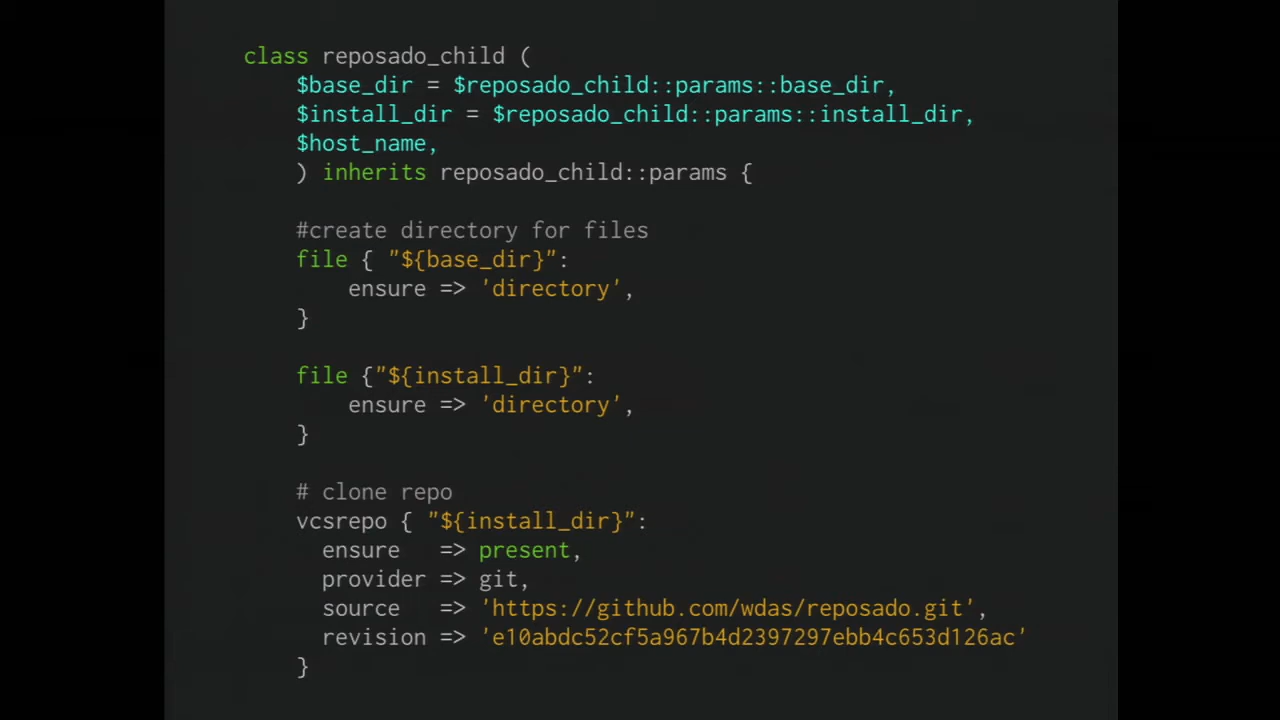 class reposado_child (
    $base_dir = $reposado_child::params::base_dir,
    $install_dir = $reposado_child::params::install_dir,
    $host_name,
    ) inherits reposado_child::params {
    #create directory for files
    file { "${base_dir}":
        ensure => 'directory',
    }
    file {"${install_dir}":
        ensure => 'directory',
    }
    # clone repo
    vcsrepo { "${install_dir}":
      ensure   => present,
      provider => git,
      source   => 'https://github.com/wdas/reposado.git',
      revision => 'e10abdc52cf5a967b4d2397297ebb4c653d126ac'
    }